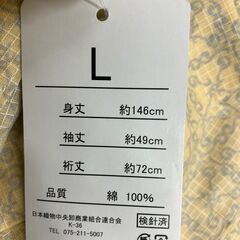 L
身丈 約146cm
袖丈 約49cm
裄丈 約72cm
品質 綿 100%
日本織物中央卸商業組合連合会
K-36
TEL 075-211-5007
検針済